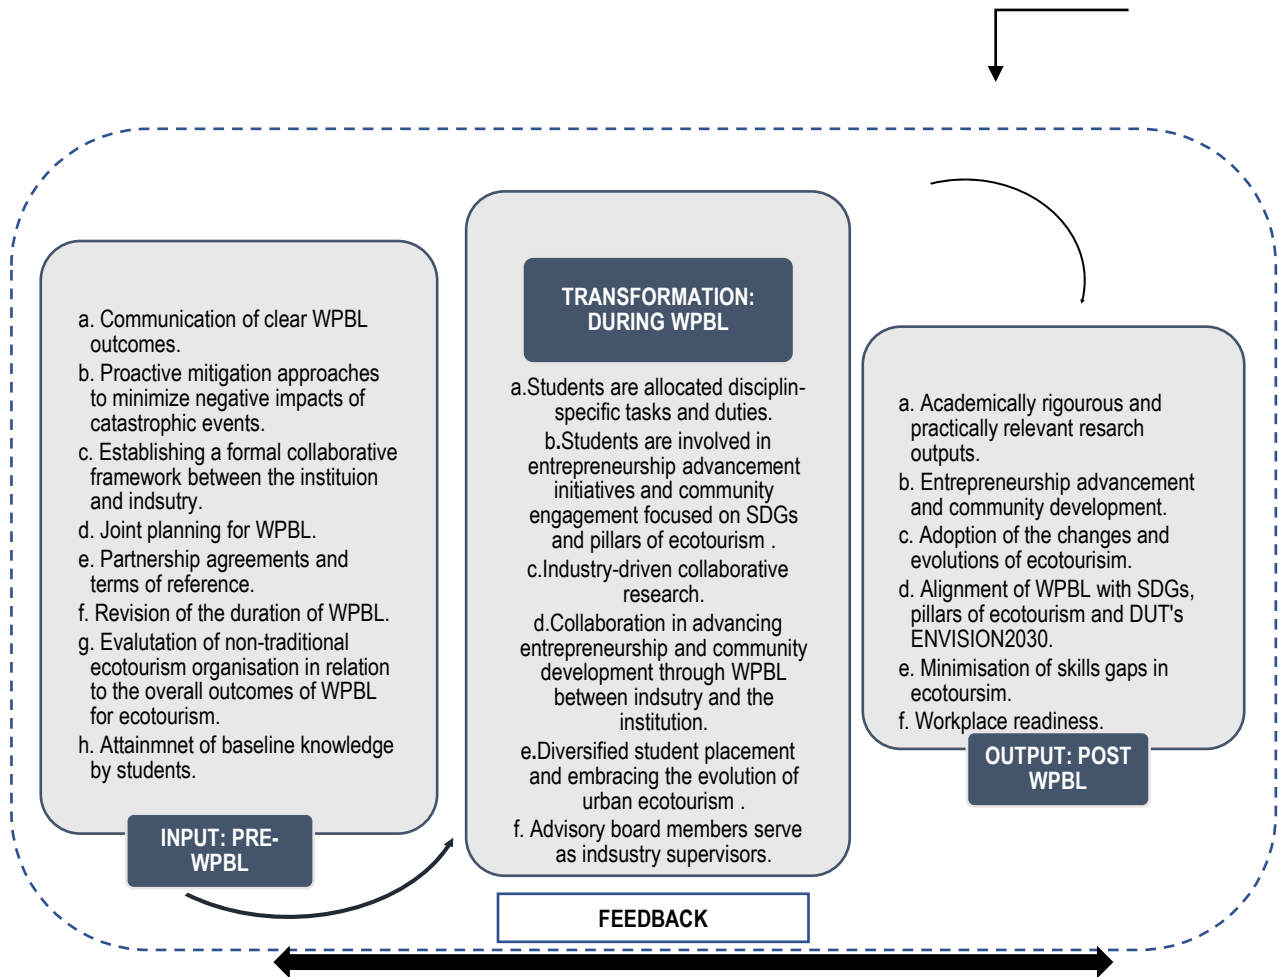 a. Communication of clear WPBL
outcomes.
b. Proactive mitigation approaches
to minimize negative impacts of
catastrophic events.
c. Establishing a formal collaborative
framework between the instituion
and indsutry.
d. Joint planning for WPBL.
e. Partnership agreements and
terms of reference.
f. Revision of the duration of WPBL.
g. Evalutation of non-traditional
ecotourism organisation in relation
to the overall outcomes of WPBL
for ecotourism.
h. Attainmnet of baseline knowledge
by students.
INPUT: PRE-
WPBL
TRANSFORMATION:
DURING WPBL
a.Students are allocated disciplin-
specific tasks and duties.
b.Students are involved in
entrepreneurship advancement
initiatives and community
engagement focused on SDGs
and pillars of ecotourism .
c.Industry-driven collaborative
research.
d.Collaboration in advancing
entrepreneurship and community
development through WPBL
between indsutry and the
institution.
e.Diversified student placement
and embracing the evolution of
urban ecotourism .
f. Advisory board members serve
as indsustry supervisors.
a. Academically rigourous and
practically relevant resarch
outputs.
b. Entrepreneurship advancement
and community development.
c. Adoption of the changes and
evolutions of ecotourisim.
d. Alignment of WPBL with SDGs,
pillars of ecotourism and DUT's
ENVISION2030.
e. Minimisation of skills gaps in
ecotoursim.
f. Workplace readiness.
OUTPUT: POST
WPBL
FEEDBACK